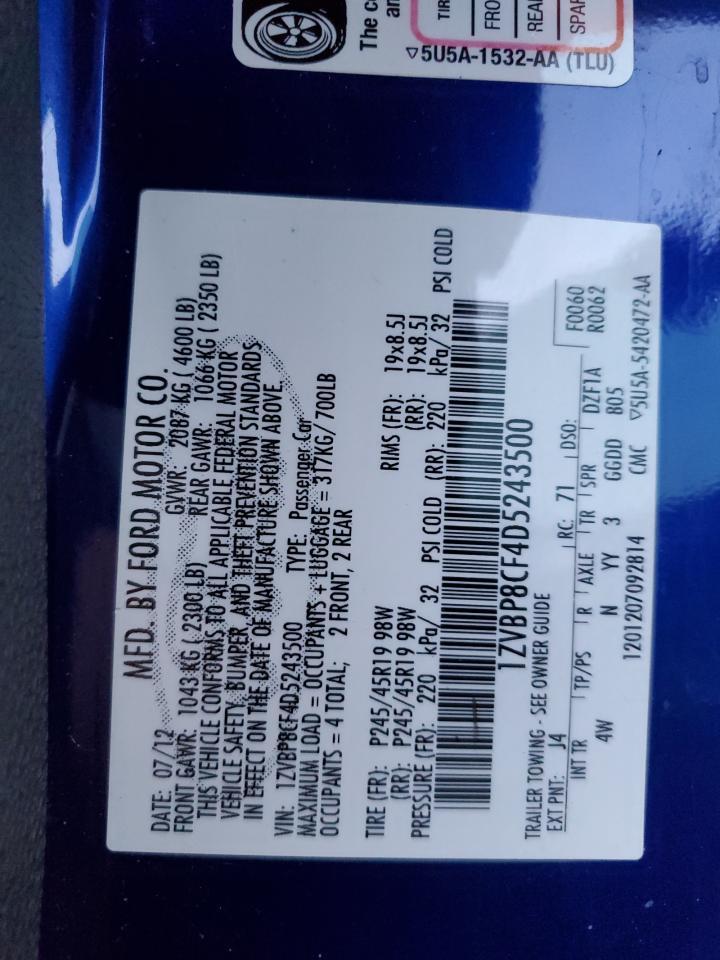 The co
an
TIR
FRO
REA
SPAR
▽5U5A-1532-AA (TLU)
MFD. BY FORD MOTOR CO.
DATE: 07/12 GVWR: 2087 KG ( 4600 LB)
FRONT GAWR: 1043 KG ( 2300 LB) REAR GAWR: 1066 KG ( 2350 LB)
THIS VEHICLE CONFORMS TO ALL APPLICABLE FEDERAL MOTOR
VEHICLE SAFETY, BUMPER, AND THEFT PREVENTION STANDARDS
IN EFFECT ON THE DATE OF MANUFACTURE SHOWN ABOVE.
VIN: 1ZVBP8CF4D5243500 TYPE: Passenger Car
MAXIMUM LOAD = OCCUPANTS + LUGGAGE = 317KG/700LB
OCCUPANTS = 4 TOTAL; 2 FRONT, 2 REAR
TIRE (FR): P245/45R19 98W RIMS (FR): 19x8.5J
(RR): P245/45R19 98W (RR): 19x8.5J
PRESSURE (FR): 220 kPa/ 32 PSI COLD (RR): 220 kPa/ 32 PSI COLD
1ZVBP8CF4D5243500
TRAILER TOWING - SEE OWNER GUIDE
F0060
R0062
EXT PNT: J4 RC: 71 DSO:
INT TR TP/PS R AXLE TR SPR DZF1A
4W N YY 3 GGDD 805
1201207092814 CMC ▽5U5A-5420472-AA